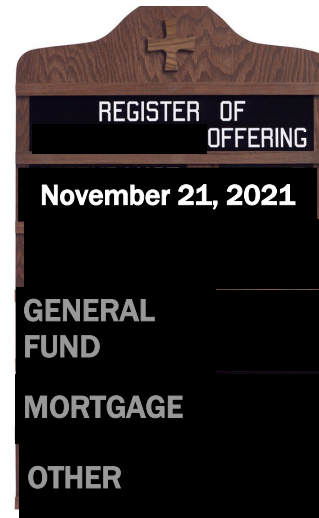 REGISTER OF
OFFERING
November 21, 2021
GENERAL
FUND
MORTGAGE
OTHER